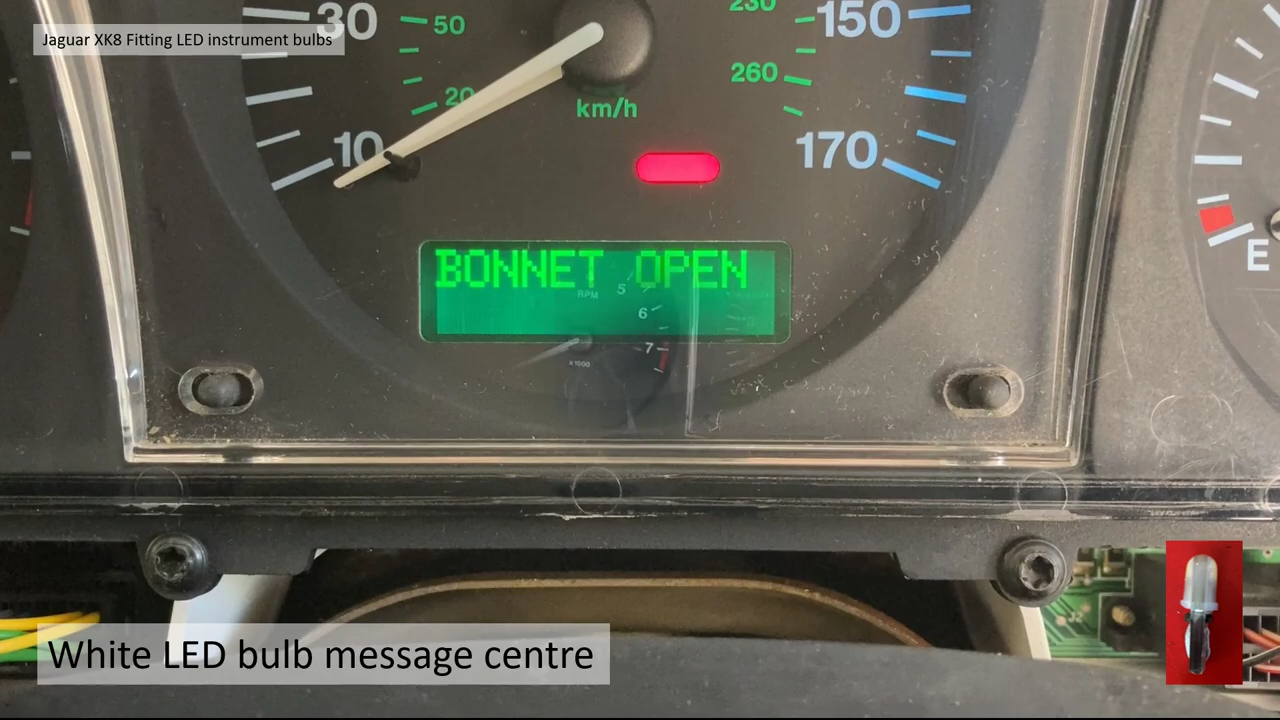 Jaguar XK8 Fitting LED instrument bulbs
30
50
230
150
260
20
km/h
10
170
BONNET OPEN
RPM
5
6
7
x1000
E
White LED bulb message centre